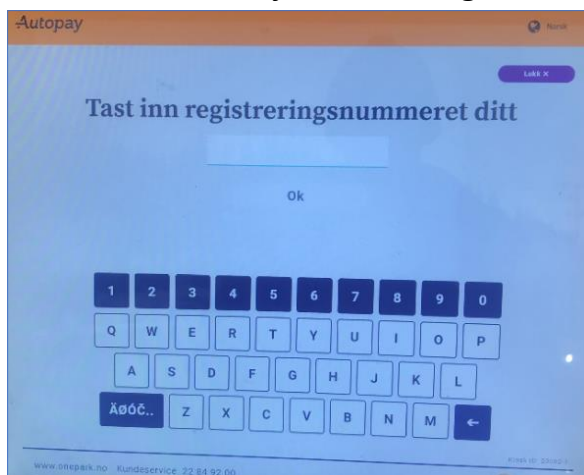 Autopay
Norsk
Lukk ×
Tast inn registreringsnummeret ditt
Ok
1 2 3 4 5 6 7 8 9 0
Q W E R T Y U I O P
A S D F G H J K L
ÄØÓČ.. Z X C V B N M ←
www.onepark.no Kundeservice 22 84 92 00